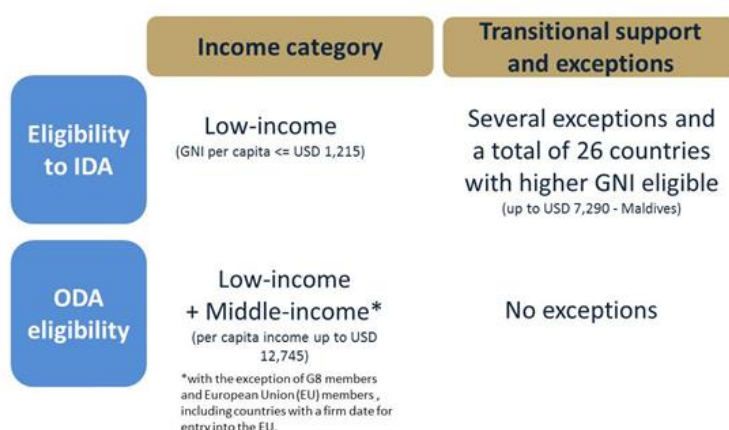 Income category
Transitional support
and exceptions
Eligibility
to IDA
Low-income
(GNI per capita <= USD 1,215)
Several exceptions and
a total of 26 countries
with higher GNI eligible
(up to USD 7,290 - Maldives)
ODA
eligibility
Low-income
+ Middle-income*
(per capita income up to USD
12,745)
*with the exception of G8 members
and European Union (EU) members ,
including countries with a firm date for
entry into the EU.
No exceptions